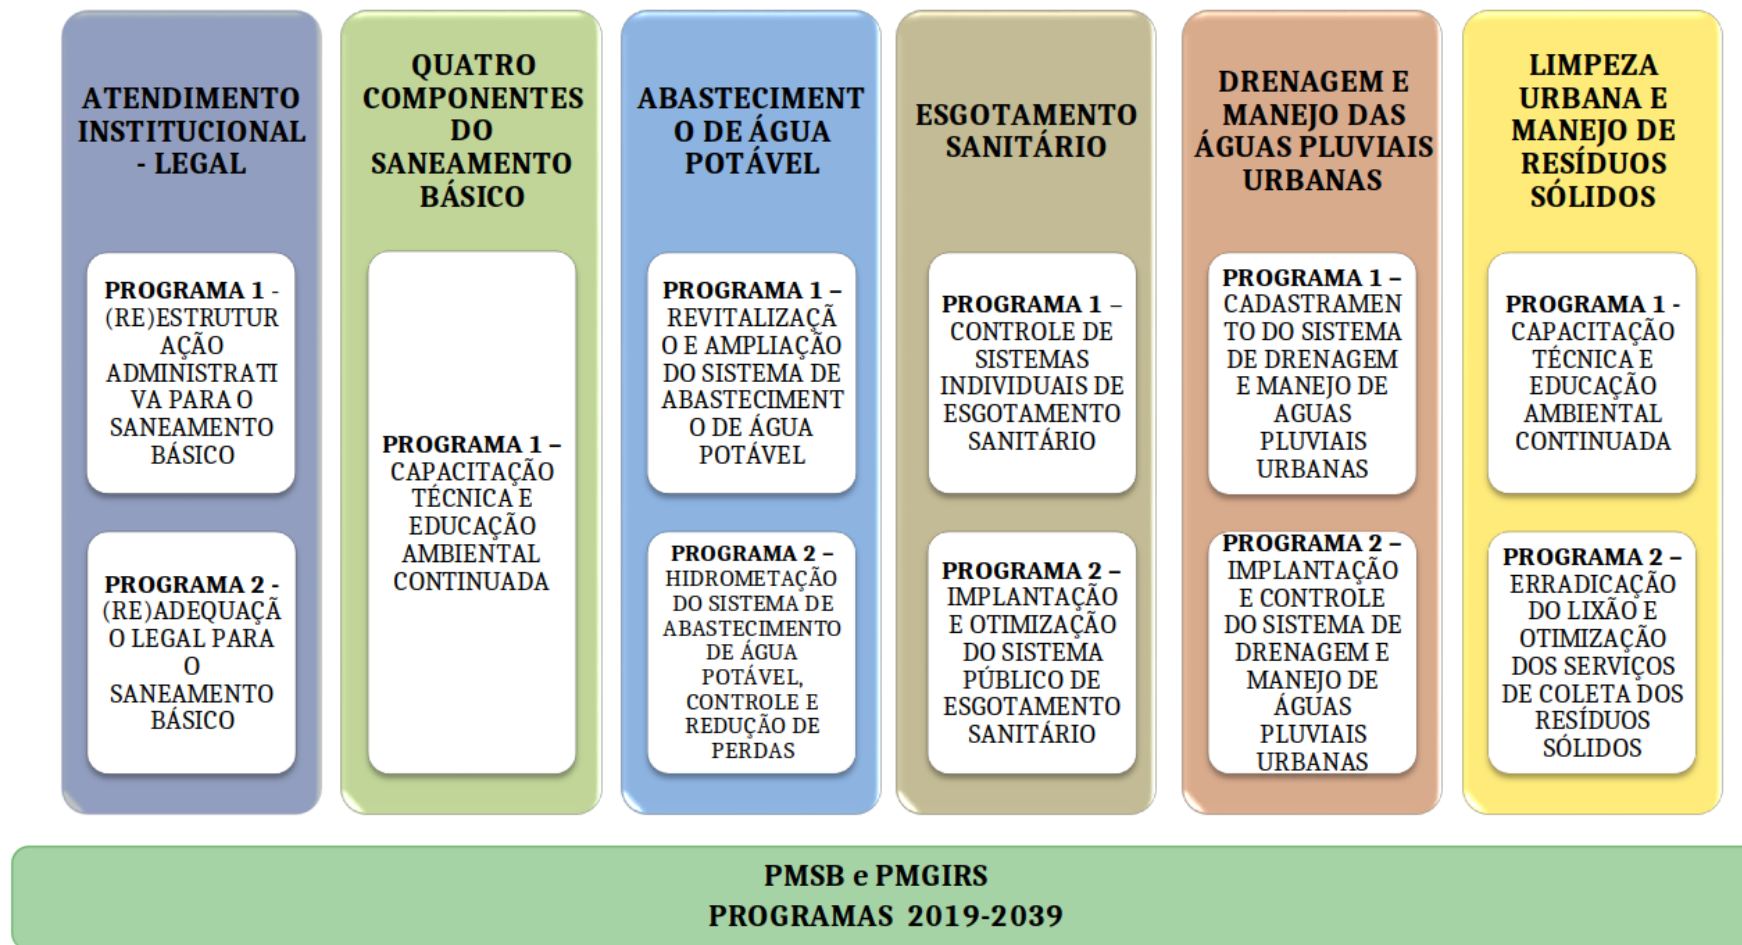 ATENDIMENTO
INSTITUCIONAL
- LEGAL
PROGRAMA 1 -
(RE)ESTRUTUR
AÇÃO
ADMINISTRATI
VA PARA O
SANEAMENTO
BÁSICO
PROGRAMA 2 -
(RE)ADEQUAÇÃ
O LEGAL PARA
O
SANEAMENTO
BÁSICO
QUATRO
COMPONENTES
DO
SANEAMENTO
BÁSICO
PROGRAMA 1 –
CAPACITAÇÃO
TÉCNICA E
EDUCAÇÃO
AMBIENTAL
CONTINUADA
ABASTECIMENT
O DE ÁGUA
POTÁVEL
PROGRAMA 1 –
REVITALIZAÇÃ
O E AMPLIAÇÃO
DO SISTEMA DE
ABASTECIMENT
O DE ÁGUA
POTÁVEL
PROGRAMA 2 –
HIDROMETAÇÃO
DO SISTEMA DE
ABASTECIMENTO
DE ÁGUA
POTÁVEL,
CONTROLE E
REDUÇÃO DE
PERDAS
ESGOTAMENTO
SANITÁRIO
PROGRAMA 1 –
CONTROLE DE
SISTEMAS
INDIVIDUAIS DE
ESGOTAMENTO
SANITÁRIO
PROGRAMA 2 –
IMPLANTAÇÃO
E OTIMIZAÇÃO
DO SISTEMA
PÚBLICO DE
ESGOTAMENTO
SANITÁRIO
DRENAGEM E
MANEJO DAS
ÁGUAS PLUVIAIS
URBANAS
PROGRAMA 1 –
CADASTRAMEN
TO DO SISTEMA
DE DRENAGEM
E MANEJO DE
AGUAS
PLUVIAIS
URBANAS
PROGRAMA 2 –
IMPLANTAÇÃO
E CONTROLE
DO SISTEMA DE
DRENAGEM E
MANEJO DE
ÁGUAS
PLUVIAIS
URBANAS
LIMPEZA
URBANA E
MANEJO DE
RESÍDUOS
SÓLIDOS
PROGRAMA 1 -
CAPACITAÇÃO
TÉCNICA E
EDUCAÇÃO
AMBIENTAL
CONTINUADA
PROGRAMA 2 –
ERRADICAÇÃO
DO LIXÃO E
OTIMIZAÇÃO
DOS SERVIÇOS
DE COLETA DOS
RESÍDUOS
SÓLIDOS
PMSB e PMGIRS
PROGRAMAS 2019-2039